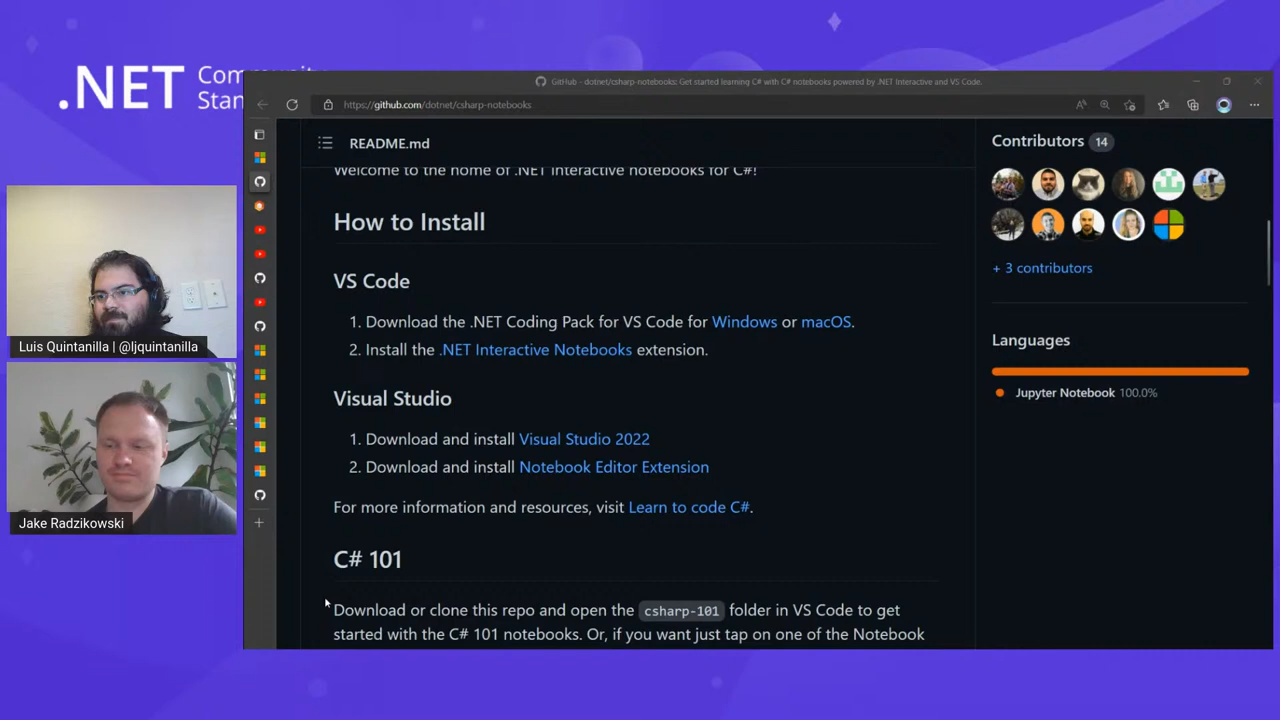 .NET
Com
Stan
GitHub - dotnet/csharp-notebooks: Get started learning C# with C# notebooks powered by .NET Interactive and VS Code.
https://github.com/dotnet/csharp-notebooks
README.md
Welcome to the home of .NET Interactive notebooks for C#!
How to Install
VS Code
1. Download the .NET Coding Pack for VS Code for Windows or macOS.
2. Install the .NET Interactive Notebooks extension.
Visual Studio
1. Download and install Visual Studio 2022
2. Download and install Notebook Editor Extension
For more information and resources, visit Learn to code C#.
C# 101
Download or clone this repo and open the csharp-101 folder in VS Code to get
started with the C# 101 notebooks. Or, if you want just tap on one of the Notebook
Contributors 14
+ 3 contributors
Languages
Jupyter Notebook 100.0%
Luis Quintanilla | @ljquintanilla
Jake Radzikowski